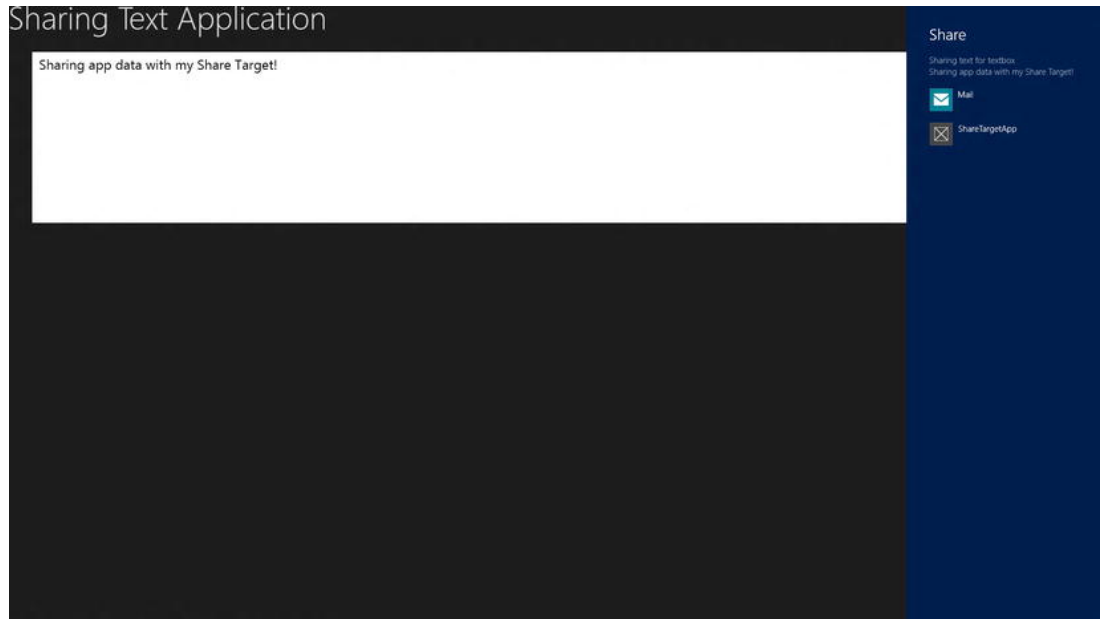 Sharing Text Application
Sharing app data with my Share Target!
Share
Sharing text for textbox
Sharing app data with my Share Target!
Mail
ShareTargetApp